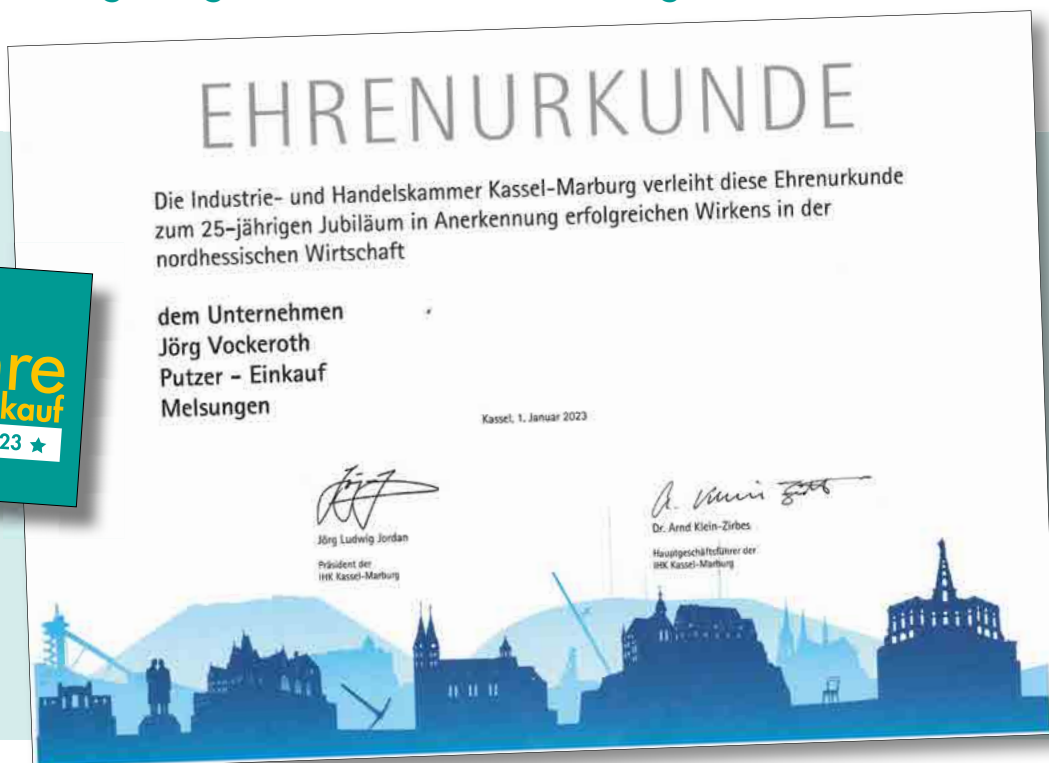 EHRENURKUNDE
Die Industrie- und Handelskammer Kassel-Marburg verleiht diese Ehrenurkunde
zum 25-jährigen Jubiläum in Anerkennung erfolgreichen Wirkens in der
nordhessischen Wirtschaft
dem Unternehmen
Jörg Vockeroth
Putzer - Einkauf
Melsungen
Kassel, 1. Januar 2023
Jörg Ludwig Jordan
Präsident der
IHK Kassel-Marburg
Dr. Arnd Klein-Zirbes
Hauptgeschäftsführer der
IHK Kassel-Marburg
re
kauf
23 ★